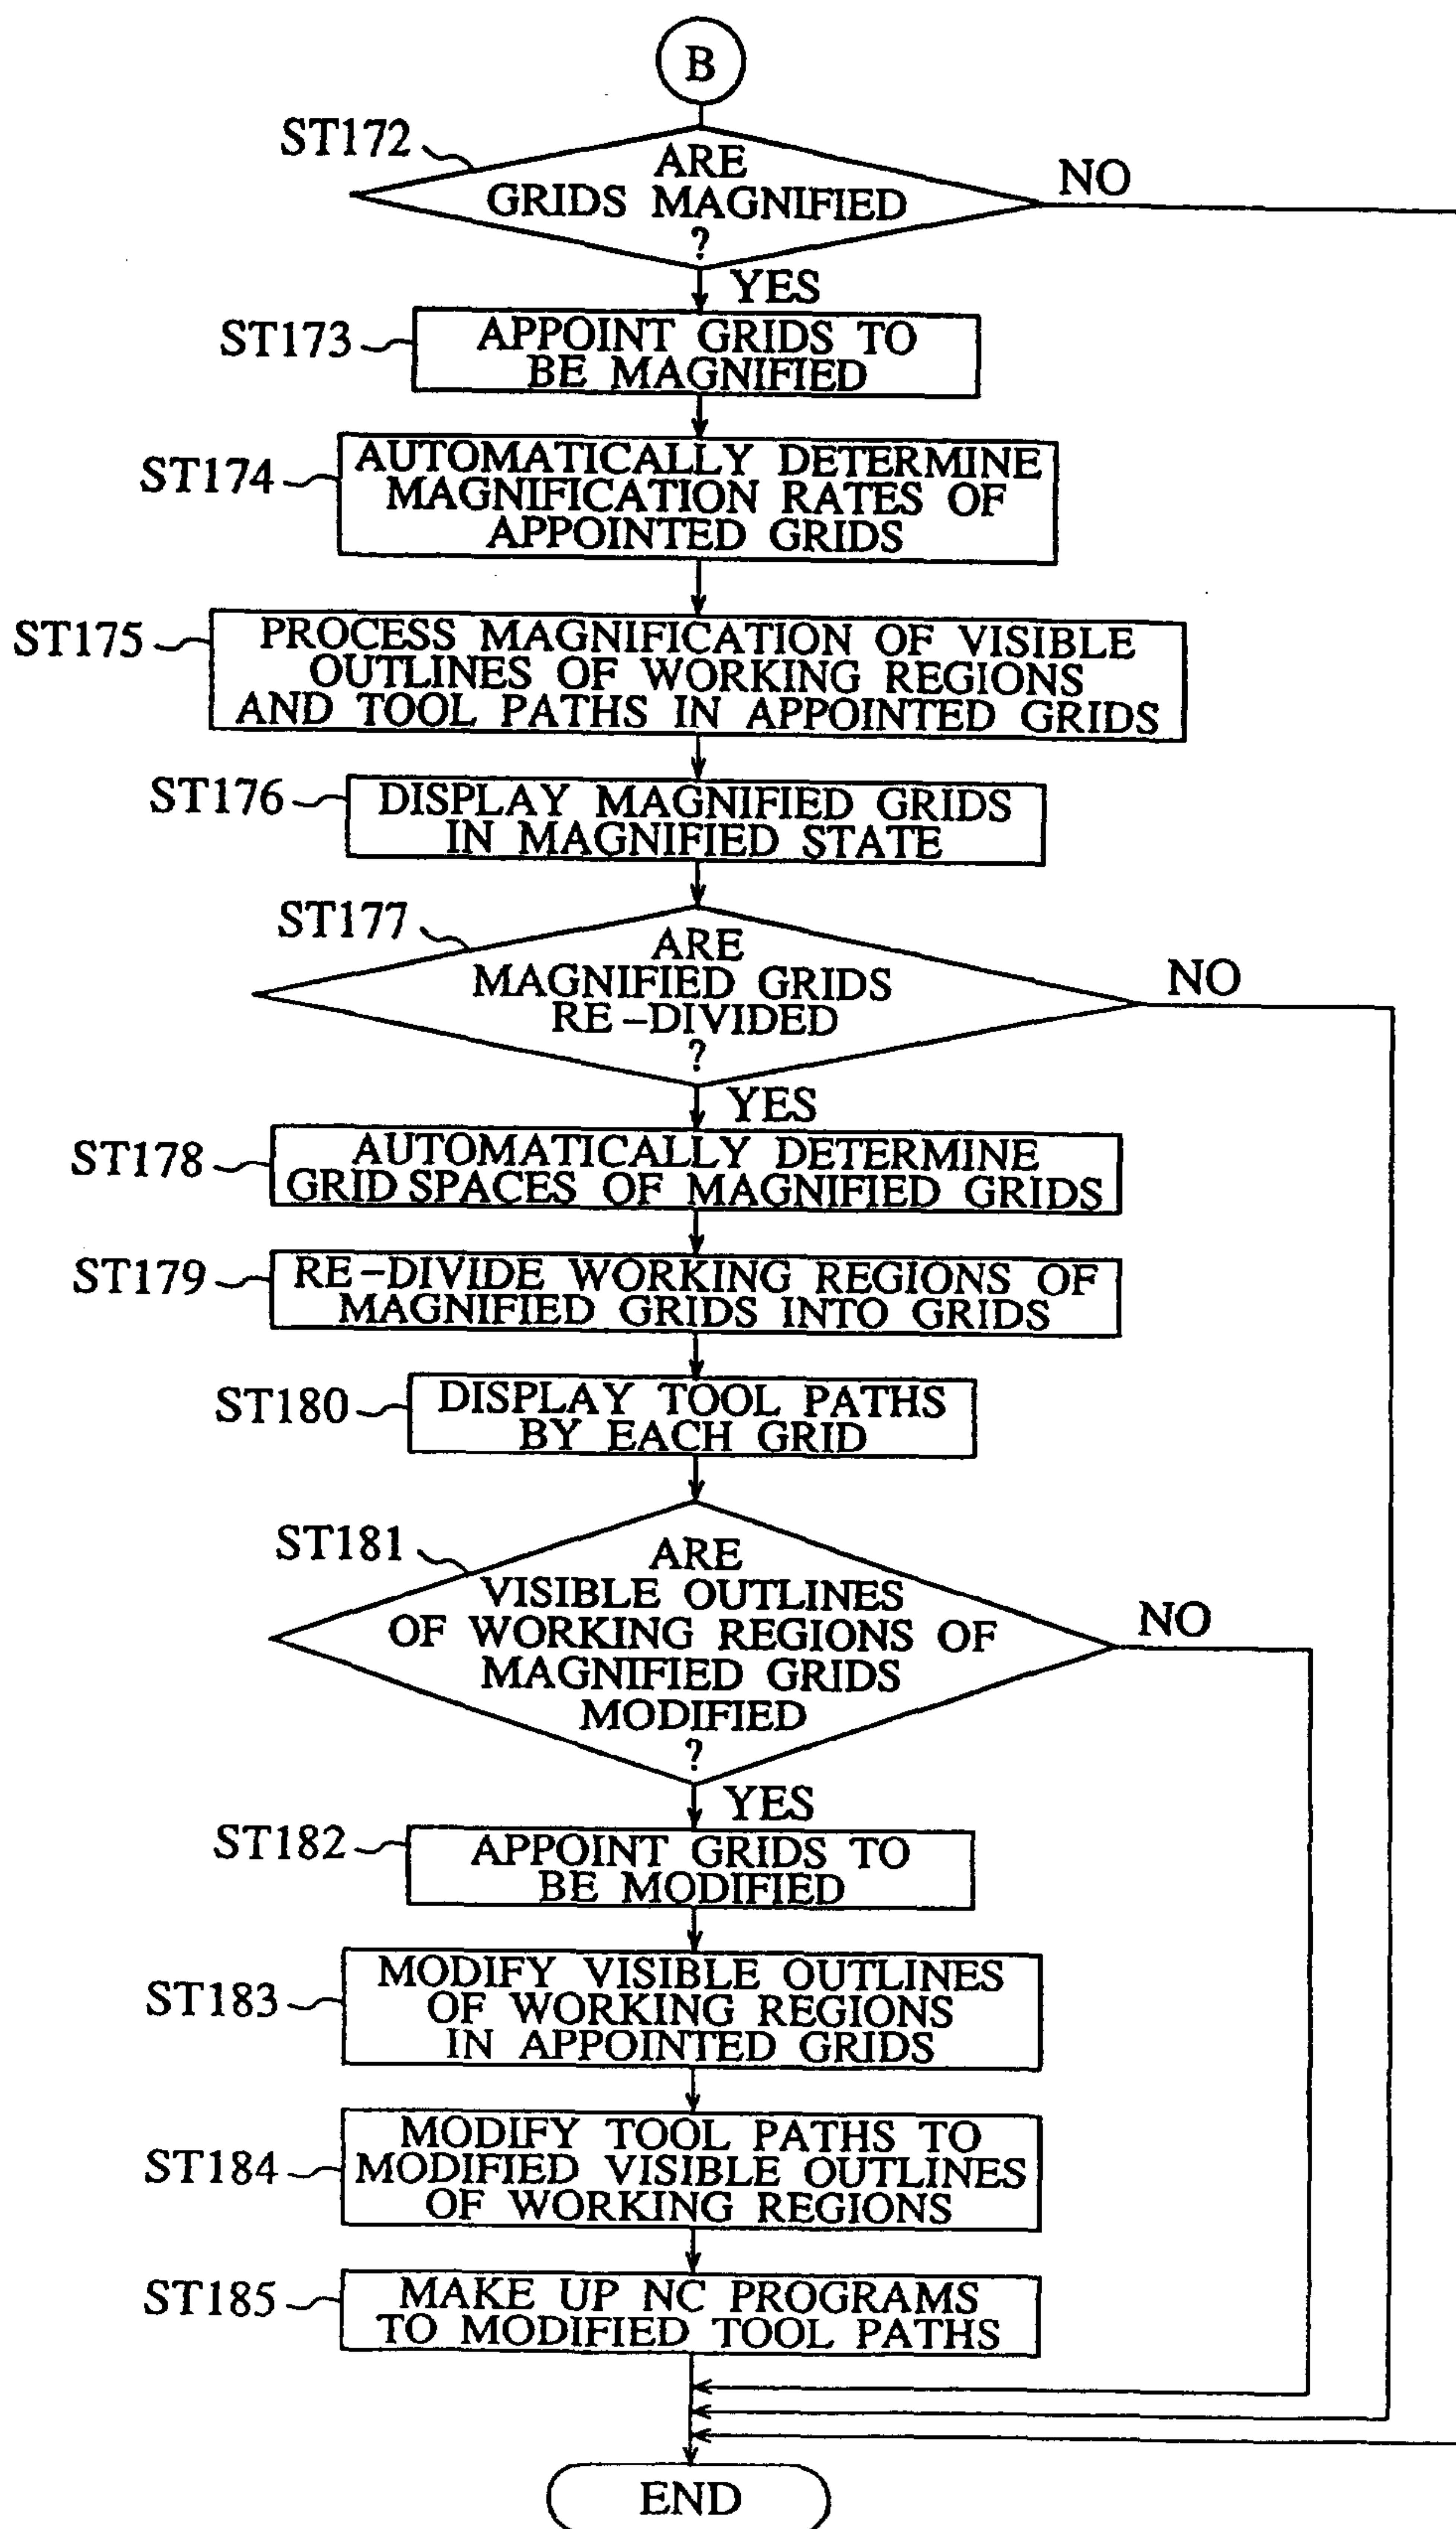 B
ST172
ARE
GRIDS MAGNIFIED
?
NO
YES
ST173
APPOINT GRIDS TO
BE MAGNIFIED
ST174
AUTOMATICALLY DETERMINE
MAGNIFICATION RATES OF
APPOINTED GRIDS
ST175
PROCESS MAGNIFICATION OF VISIBLE
OUTLINES OF WORKING REGIONS
AND TOOL PATHS IN APPOINTED GRIDS
ST176
DISPLAY MAGNIFIED GRIDS
IN MAGNIFIED STATE
ST177
ARE
MAGNIFIED GRIDS
RE-DIVIDED
?
NO
YES
ST178
AUTOMATICALLY DETERMINE
GRID SPACES OF MAGNIFIED GRIDS
ST179
RE-DIVIDE WORKING REGIONS OF
MAGNIFIED GRIDS INTO GRIDS
ST180
DISPLAY TOOL PATHS
BY EACH GRID
ST181
ARE
VISIBLE OUTLINES
OF WORKING REGIONS OF
MAGNIFIED GRIDS
MODIFIED
?
NO
YES
ST182
APPOINT GRIDS TO
BE MODIFIED
ST183
MODIFY VISIBLE OUTLINES
OF WORKING REGIONS
IN APPOINTED GRIDS
ST184
MODIFY TOOL PATHS TO
MODIFIED VISIBLE OUTLINES
OF WORKING REGIONS
ST185
MAKE UP NC PROGRAMS
TO MODIFIED TOOL PATHS
END